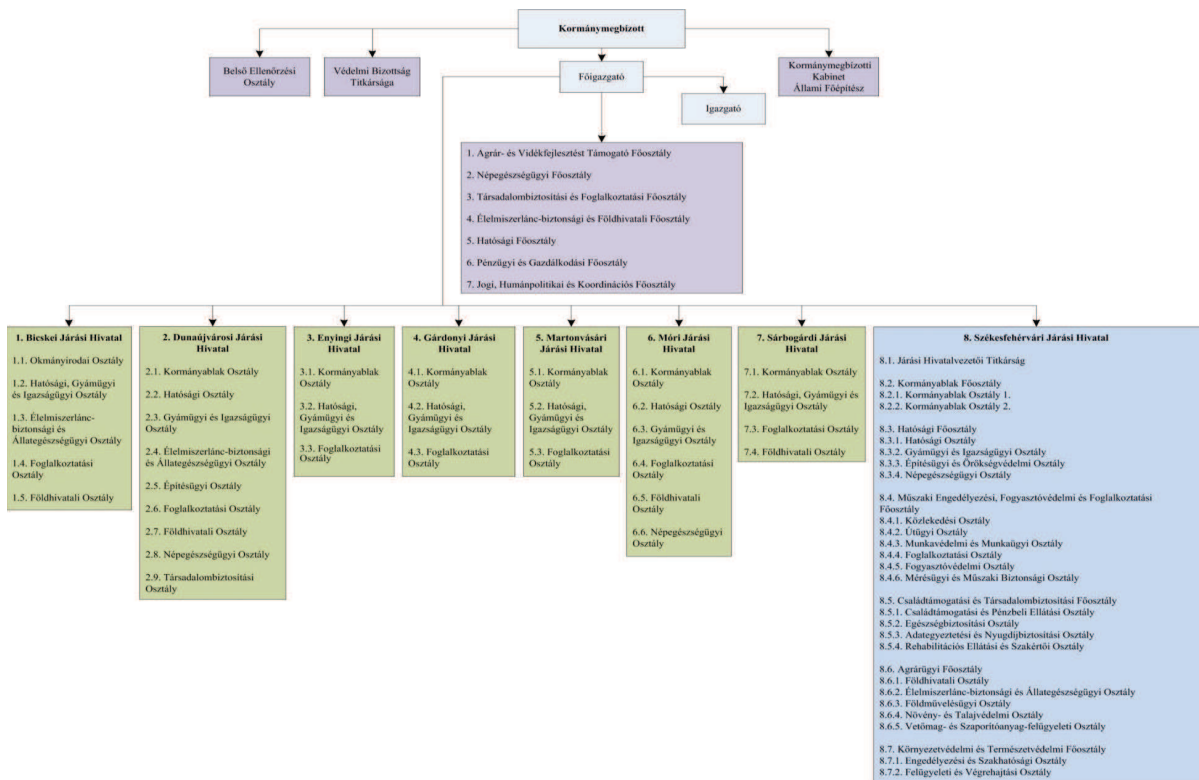 Kormánymegbízott
Belső Ellenőrzési
Osztály
Védelmi Bizottság
Titkársága
Főigazgató
Kormánymegbízotti
Kabinet
Állami Főépítész
Igazgató
1. Agrár- és Vidékfejlesztést Támogató Főosztály
2. Népegészségügyi Főosztály
3. Társadalombiztosítási és Foglalkoztatási Főosztály
4. Élelmiszerlánc-biztonsági és Földhivatali Főosztály
5. Hatósági Főosztály
6. Pénzügyi és Gazdálkodási Főosztály
7. Jogi, Humánpolitikai és Koordinációs Főosztály
1. Bicskei Járási Hivatal
1.1. Okmányirodai Osztály
1.2. Hatósági, Gyámügyi
és Igazságügyi Osztály
1.3. Élelmiszerlánc-
biztonsági és
Állategészségügyi Osztály
1.4. Foglalkoztatási
Osztály
1.5. Földhivatali Osztály
2. Dunaújvárosi Járási
Hivatal
2.1. Kormányablak Osztály
2.2. Hatósági Osztály
2.3. Gyámügyi és Igazságügyi
Osztály
2.4. Élelmiszerlánc-biztonsági
és Állategészségügyi Osztály
2.5. Építésügyi Osztály
2.6. Foglalkoztatási Osztály
2.7. Földhivatali Osztály
2.8. Népegészségügyi Osztály
2.9. Társadalombiztosítási
Osztály
3. Enyingi Járási
Hivatal
3.1. Kormányablak
Osztály
3.2. Hatósági,
Gyámügyi és
Igazságügyi Osztály
3.3. Foglalkoztatási
Osztály
4. Gárdonyi Járási
Hivatal
4.1. Kormányablak
Osztály
4.2. Hatósági,
Gyámügyi és
Igazságügyi Osztály
4.3. Foglalkoztatási
Osztály
5. Martonvásári
Járási Hivatal
5.1. Kormányablak
Osztály
5.2. Hatósági,
Gyámügyi és
Igazságügyi Osztály
5.3. Foglalkoztatási
Osztály
6. Móri Járási
Hivatal
6.1. Kormányablak
Osztály
6.2. Hatósági Osztály
6.3. Gyámügyi és
Igazságügyi Osztály
6.4. Foglalkoztatási
Osztály
6.5. Földhivatali
Osztály
6.6. Népegészségügyi
Osztály
7. Sárbogárdi Járási
Hivatal
7.1. Kormányablak Osztály
7.2. Hatósági, Gyámügyi és
Igazságügyi Osztály
7.3. Foglalkoztatási Osztály
7.4. Földhivatali Osztály
8. Székesfehérvári Járási Hivatal
8.1. Járási Hivatalvezetői Titkárság
8.2. Kormányablak Főosztály
8.2.1. Kormányablak Osztály 1.
8.2.2. Kormányablak Osztály 2.
8.3. Hatósági Főosztály
8.3.1. Hatósági Osztály
8.3.2. Gyámügyi és Igazságügyi Osztály
8.3.3. Építésügyi és Örökségvédelmi Osztály
8.3.4. Népegészségügyi Osztály
8.4. Műszaki Engedélyezési, Fogyasztóvédelmi és Foglalkoztatási
Főosztály
8.4.1. Közlekedési Osztály
8.4.2. Útügyi Osztály
8.4.3. Munkavédelmi és Munkaügyi Osztály
8.4.4. Foglalkoztatási Osztály
8.4.5. Fogyasztóvédelmi Osztály
8.4.6. Mérésügyi és Műszaki Biztonsági Osztály
8.5. Családtámogatási és Társadalombiztosítási Főosztály
8.5.1. Családtámogatási és Pénzbeli Ellátási Osztály
8.5.2. Egészségbiztosítási Osztály
8.5.3. Adategyeztetési és Nyugdíjbiztosítási Osztály
8.5.4. Rehabilitációs Ellátási és Szakértői Osztály
8.6. Agrárügyi Főosztály
8.6.1. Földhivatali Osztály
8.6.2. Élelmiszerlánc-biztonsági és Állategészségügyi Osztály
8.6.3. Földművelésügyi Osztály
8.6.4. Növény- és Talajvédelmi Osztály
8.6.5. Vetőmag- és Szaporítóanyag-felügyeleti Osztály
8.7. Környezetvédelmi és Természetvédelmi Főosztály
8.7.1. Engedélyezési és Szakhatósági Osztály
8.7.2. Felügyeleti és Végrehajtási Osztály